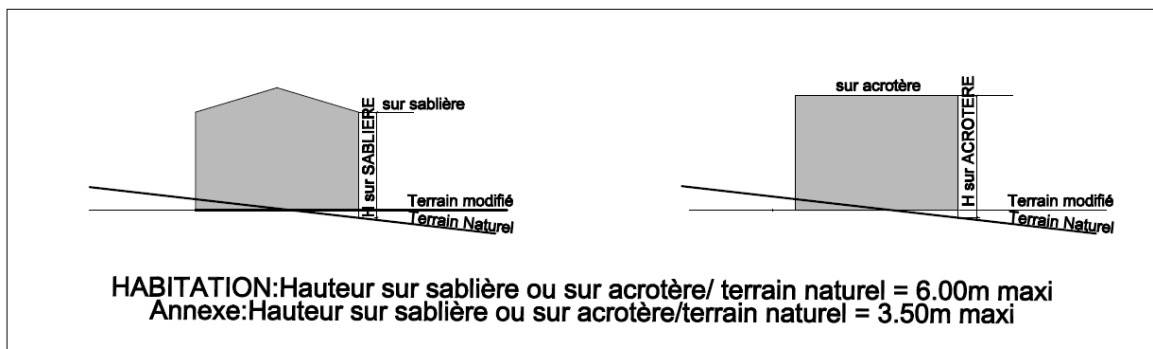 sur sablière
H sur SABLIERE
Terrain modifié
Terrain Naturel
sur acrotère
H sur ACROTERE
Terrain modifié
Terrain Naturel
HABITATION:Hauteur sur sablière ou sur acrotère/ terrain naturel = 6.00m maxi
Annexe:Hauteur sur sablière ou sur acrotère/terrain naturel = 3.50m maxi